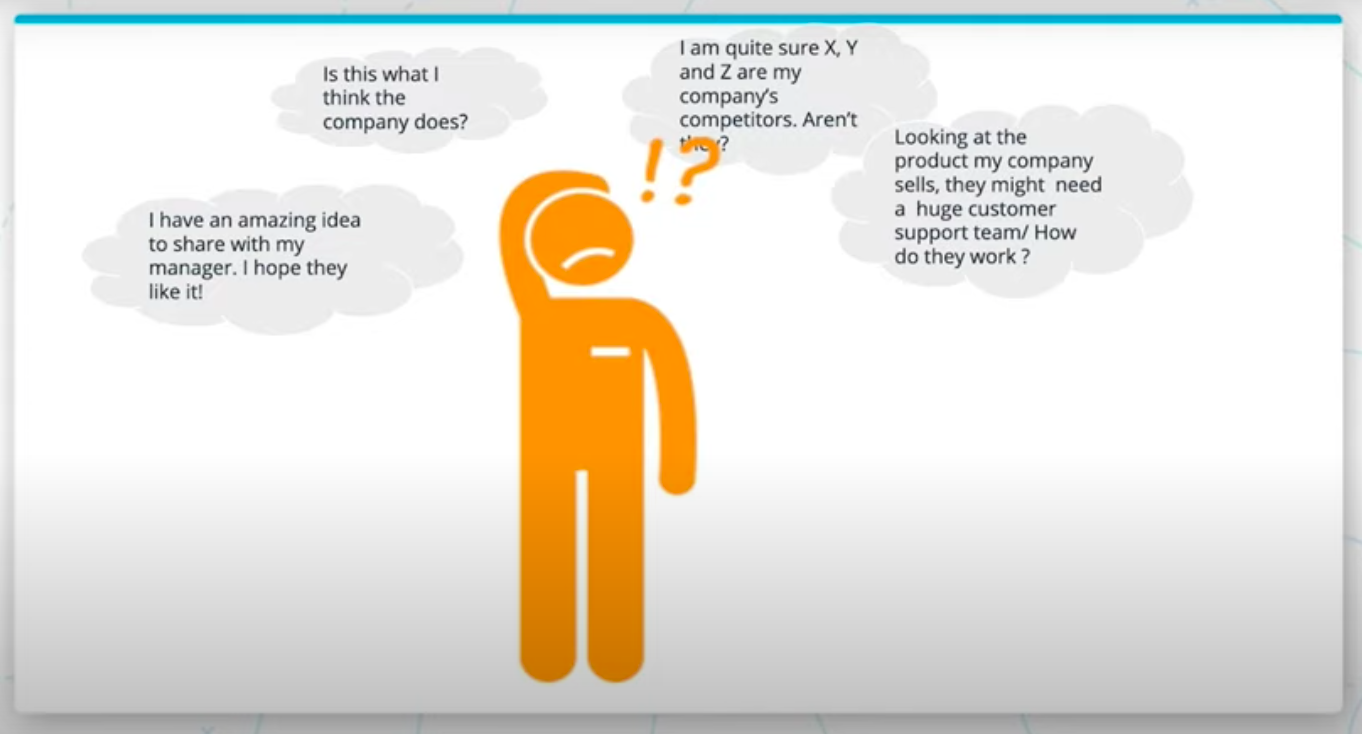 Is this what I
think the
company does?
I am quite sure X, Y
and Z are my
company's
competitors. Aren't
they?
!?
Looking at the
product my company
sells, they might  need
a  huge customer
support team/ How
do they work ?
I have an amazing idea
to share with my
manager. I hope they
like it!